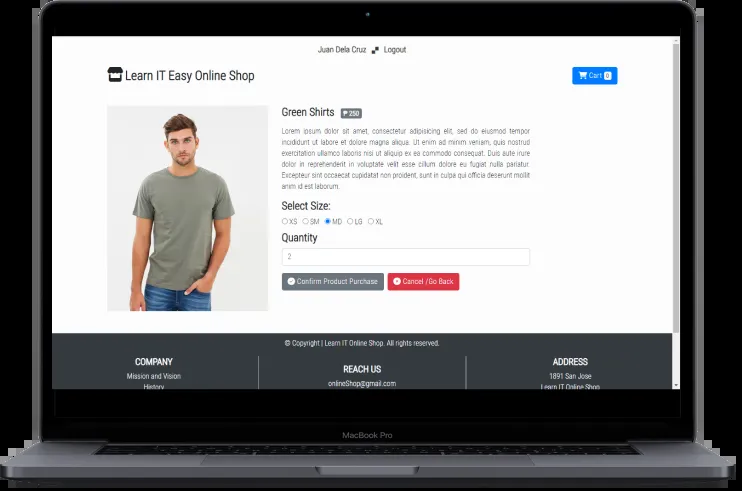 Juan Dela Cruz Logout
Learn IT Easy Online Shop
Cart 0
Green Shirts ₱ 250
Lorem ipsum dolor sit amet, consectetur adipisicing elit, sed do eiusmod tempor
incididunt ut labore et dolore magna aliqua. Ut enim ad minim veniam, quis nostrud
exercitation ullamco laboris nisi ut aliquip ex ea commodo consequat. Duis aute irure
dolor in reprehenderit in voluptate velit esse cillum dolore eu fugiat nulla pariatur.
Excepteur sint occaecat cupidatat non proident, sunt in culpa qui officia deserunt mollit
anim id est laborum.
Select Size:
XS SM MD LG XL
Quantity
2
Confirm Product Purchase Cancel /Go Back
© Copyright | Learn IT Online Shop. All rights reserved.
COMPANY
Mission and Vision
History
REACH US
onlineShop@gmail.com
ADDRESS
1891 San Jose
Learn IT Online Shop
MacBook Pro